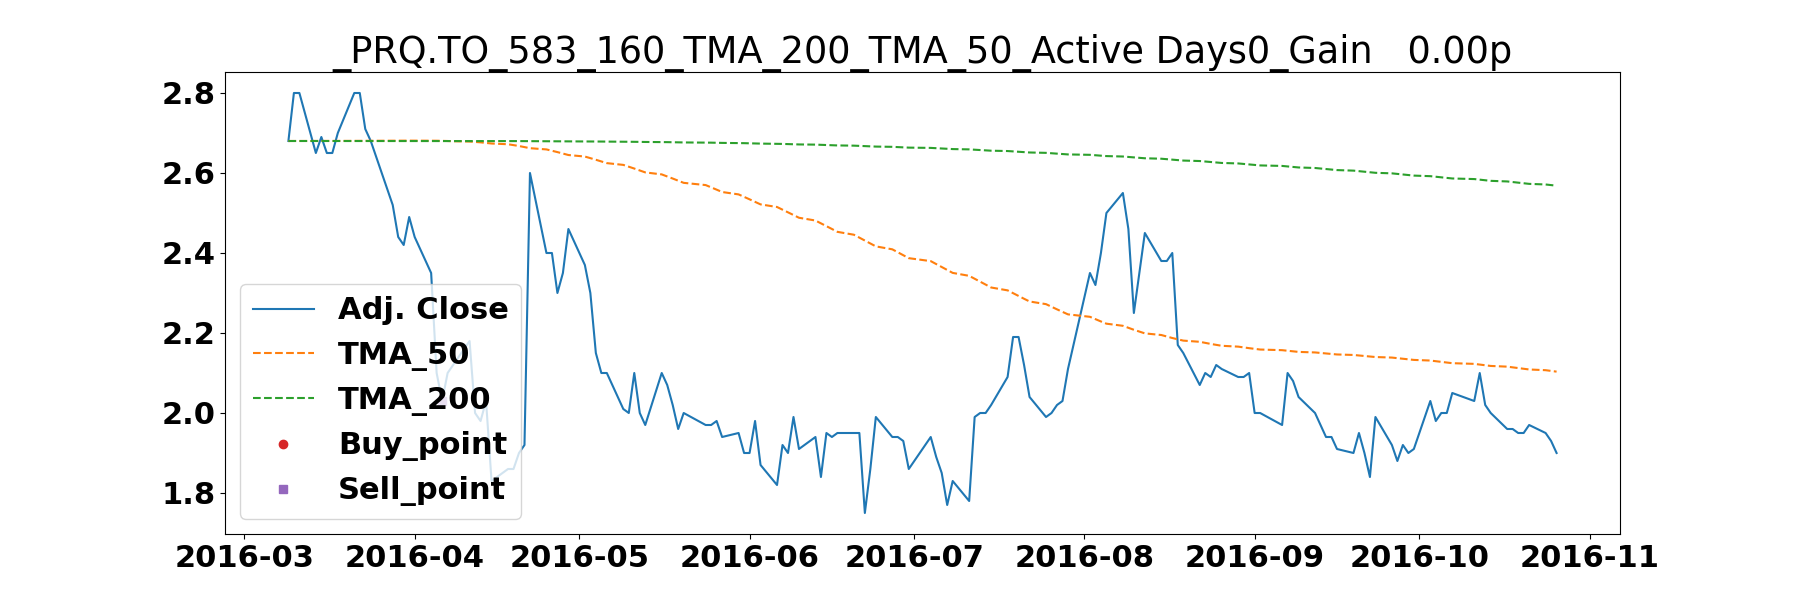 _PRQ.TO_583_160_TMA_200_TMA_50_Active Days0_Gain   0.00p
2.8
2.6
2.4
2.2
2.0
1.8
Adj. Close
TMA_50
TMA_200
Buy_point
Sell_point
2016-03 2016-04 2016-05 2016-06 2016-07 2016-08 2016-09 2016-10 2016-11